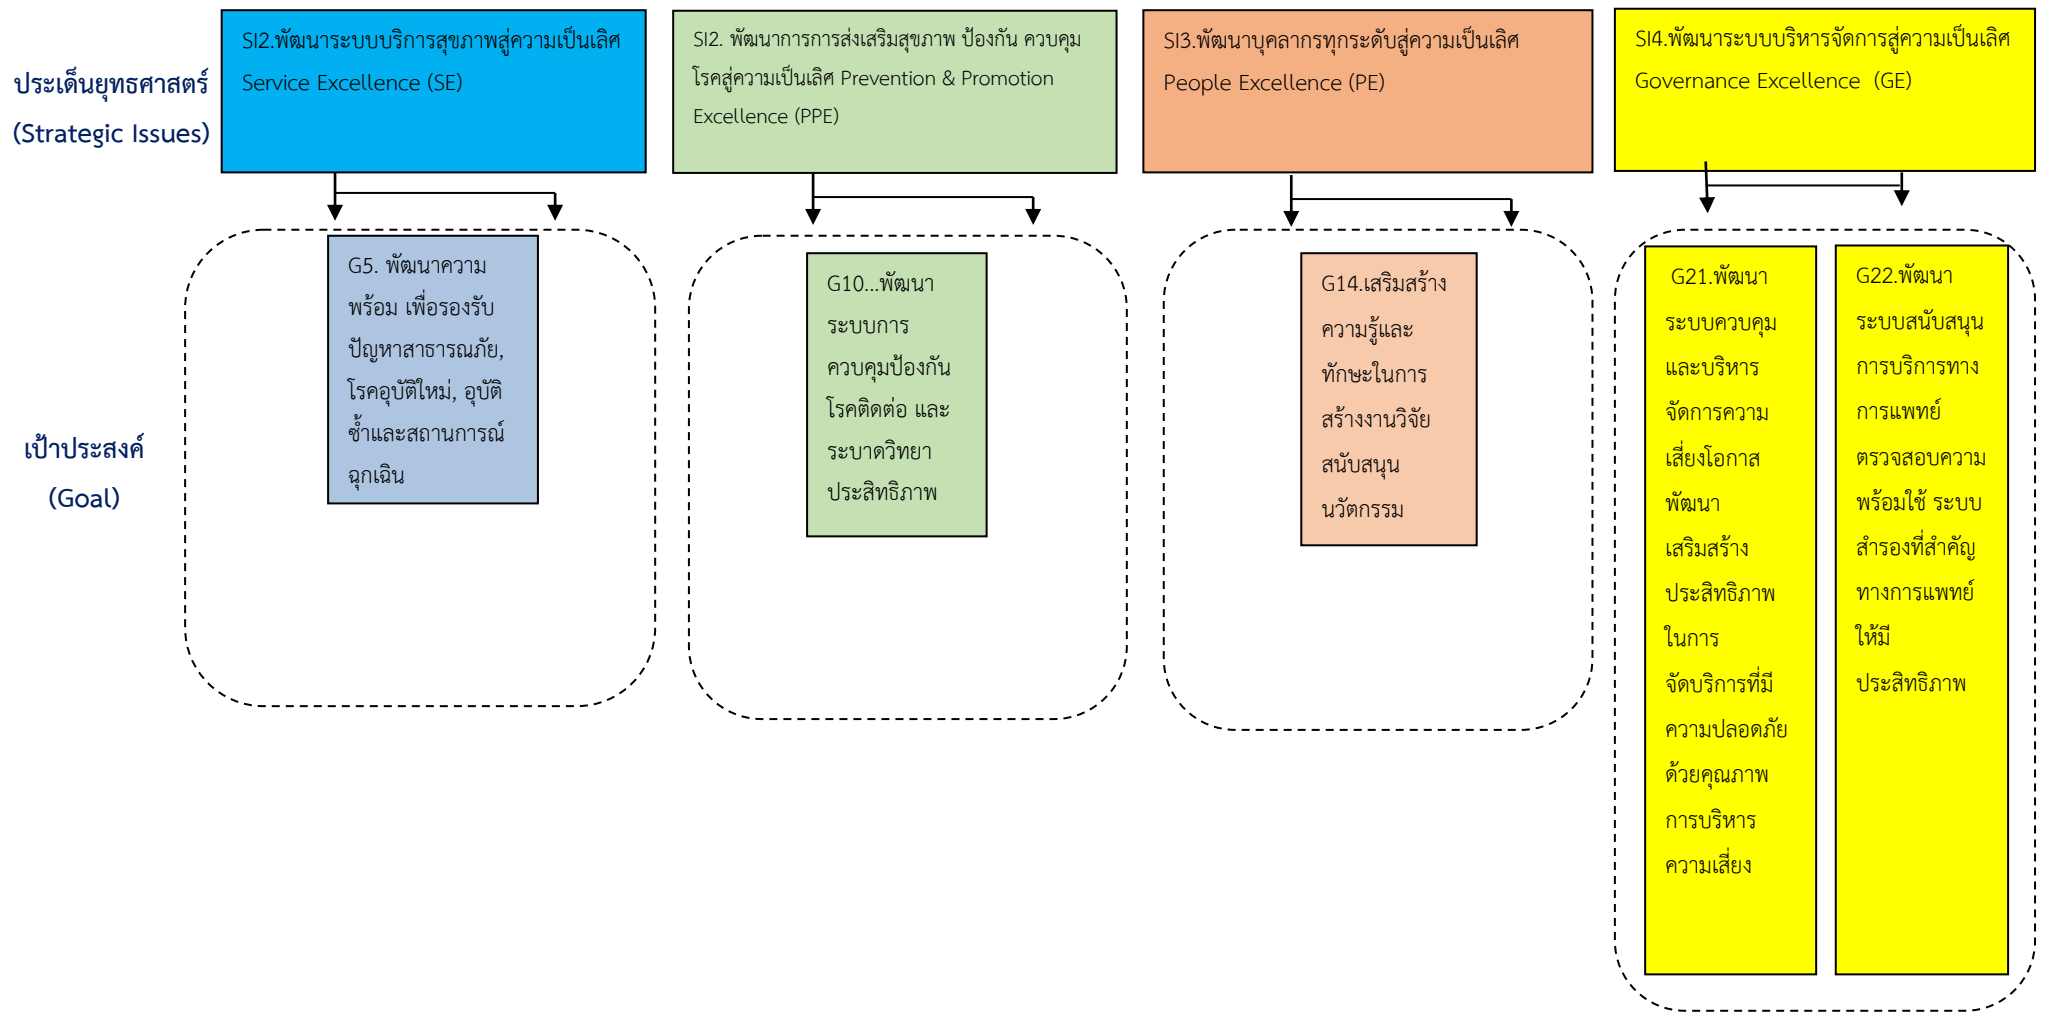 ประเด็นยุทธศาสตร์
(Strategic Issues)
SI2.พัฒนาระบบบริการสุขภาพสู่ความเป็นเลิศ
Service Excellence (SE)
SI2. พัฒนาการการส่งเสริมสุขภาพ ป้องกัน ควบคุม
โรคสู่ความเป็นเลิศ Prevention & Promotion
Excellence (PPE)
SI3.พัฒนาบุคลากรทุกระดับสู่ความเป็นเลิศ
People Excellence (PE)
SI4.พัฒนาระบบบริหารจัดการสู่ความเป็นเลิศ
Governance Excellence (GE)
เป้าประสงค์
(Goal)
G5. พัฒนาความ
พร้อม เพื่อรองรับ
ปัญหาสาธารณภัย,
โรคอุบัติใหม่, อุบัติ
ซ้ำและสถานการณ์
ฉุกเฉิน
G10...พัฒนา
ระบบการ
ควบคุมป้องกัน
โรคติดต่อ และ
ระบาดวิทยา
ประสิทธิภาพ
G14.เสริมสร้าง
ความรู้และ
ทักษะในการ
สร้างงานวิจัย
สนับสนุน
นวัตกรรม
G21.พัฒนา
ระบบควบคุม
และบริหาร
จัดการความ
เสี่ยงโอกาส
พัฒนา
เสริมสร้าง
ประสิทธิภาพ
ในการ
จัดบริการที่มี
ความปลอดภัย
ด้วยคุณภาพ
การบริหาร
ความเสี่ยง
G22.พัฒนา
ระบบสนับสนุน
การบริการทาง
การแพทย์
ตรวจสอบความ
พร้อมใช้ ระบบ
สำรองที่สำคัญ
ทางการแพทย์
ให้มี
ประสิทธิภาพ